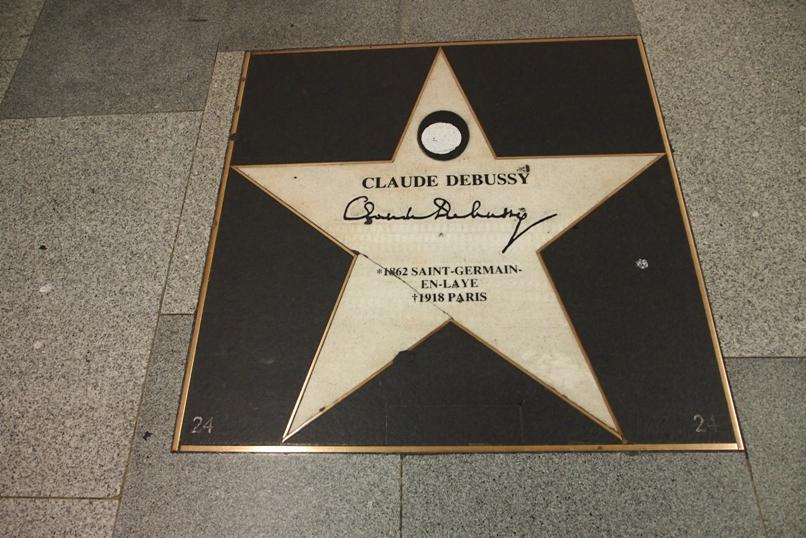 CLAUDE DEBUSSY
Claude Debussy
*1862 SAINT-GERMAIN-
EN-LAYE
†1918 PARIS
24
24